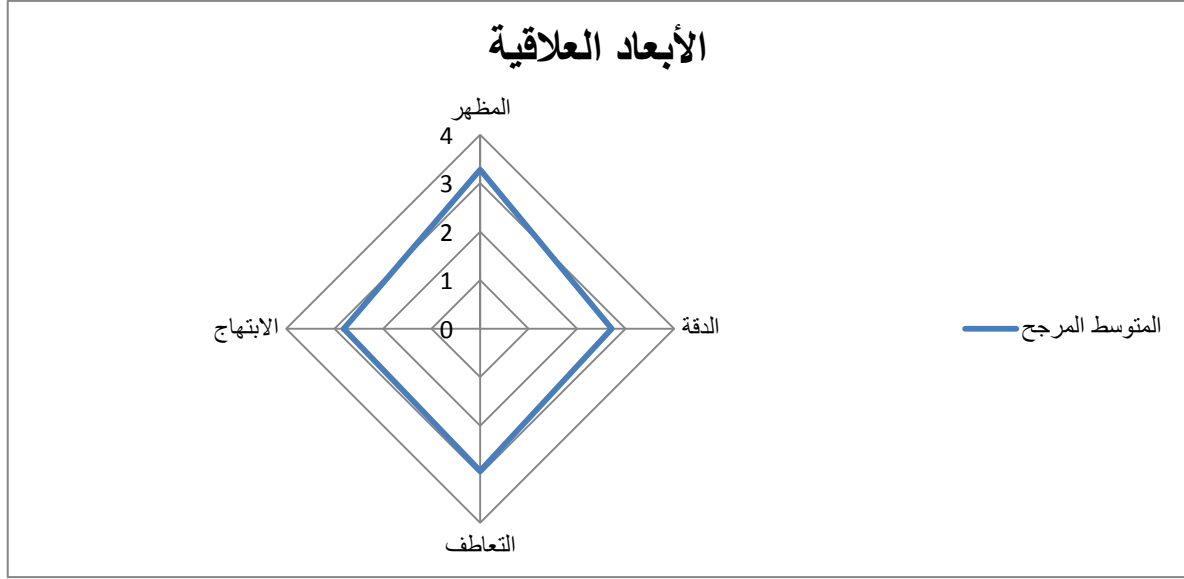 الأبعاد العلاقية
المظهر
4
3
2
1
0
الدقة
الابتهاج
التعاطف
المتوسط المرجح